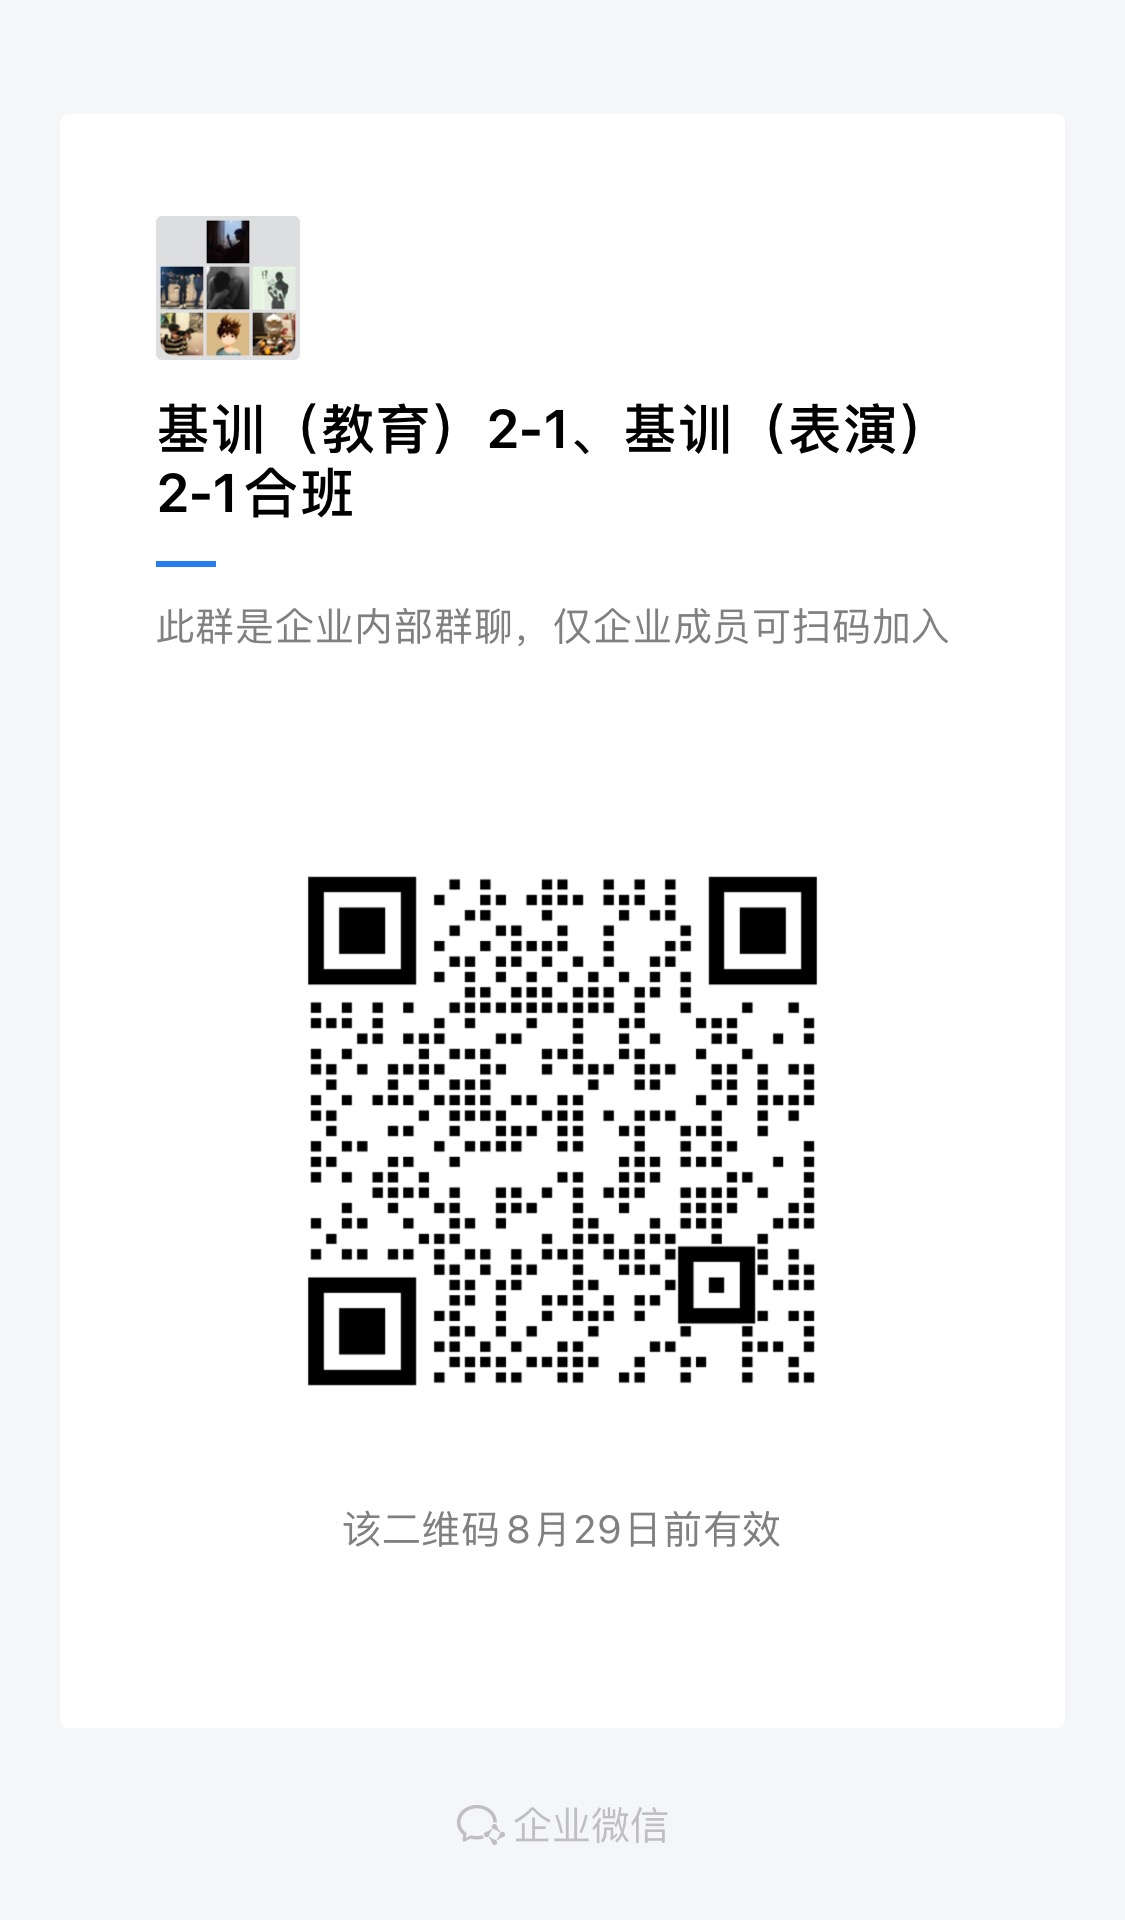 基训（教育）2-1、基训（表演）
2-1合班
此群是企业内部群聊，仅企业成员可扫码加入
该二维码8月29日前有效
企业微信